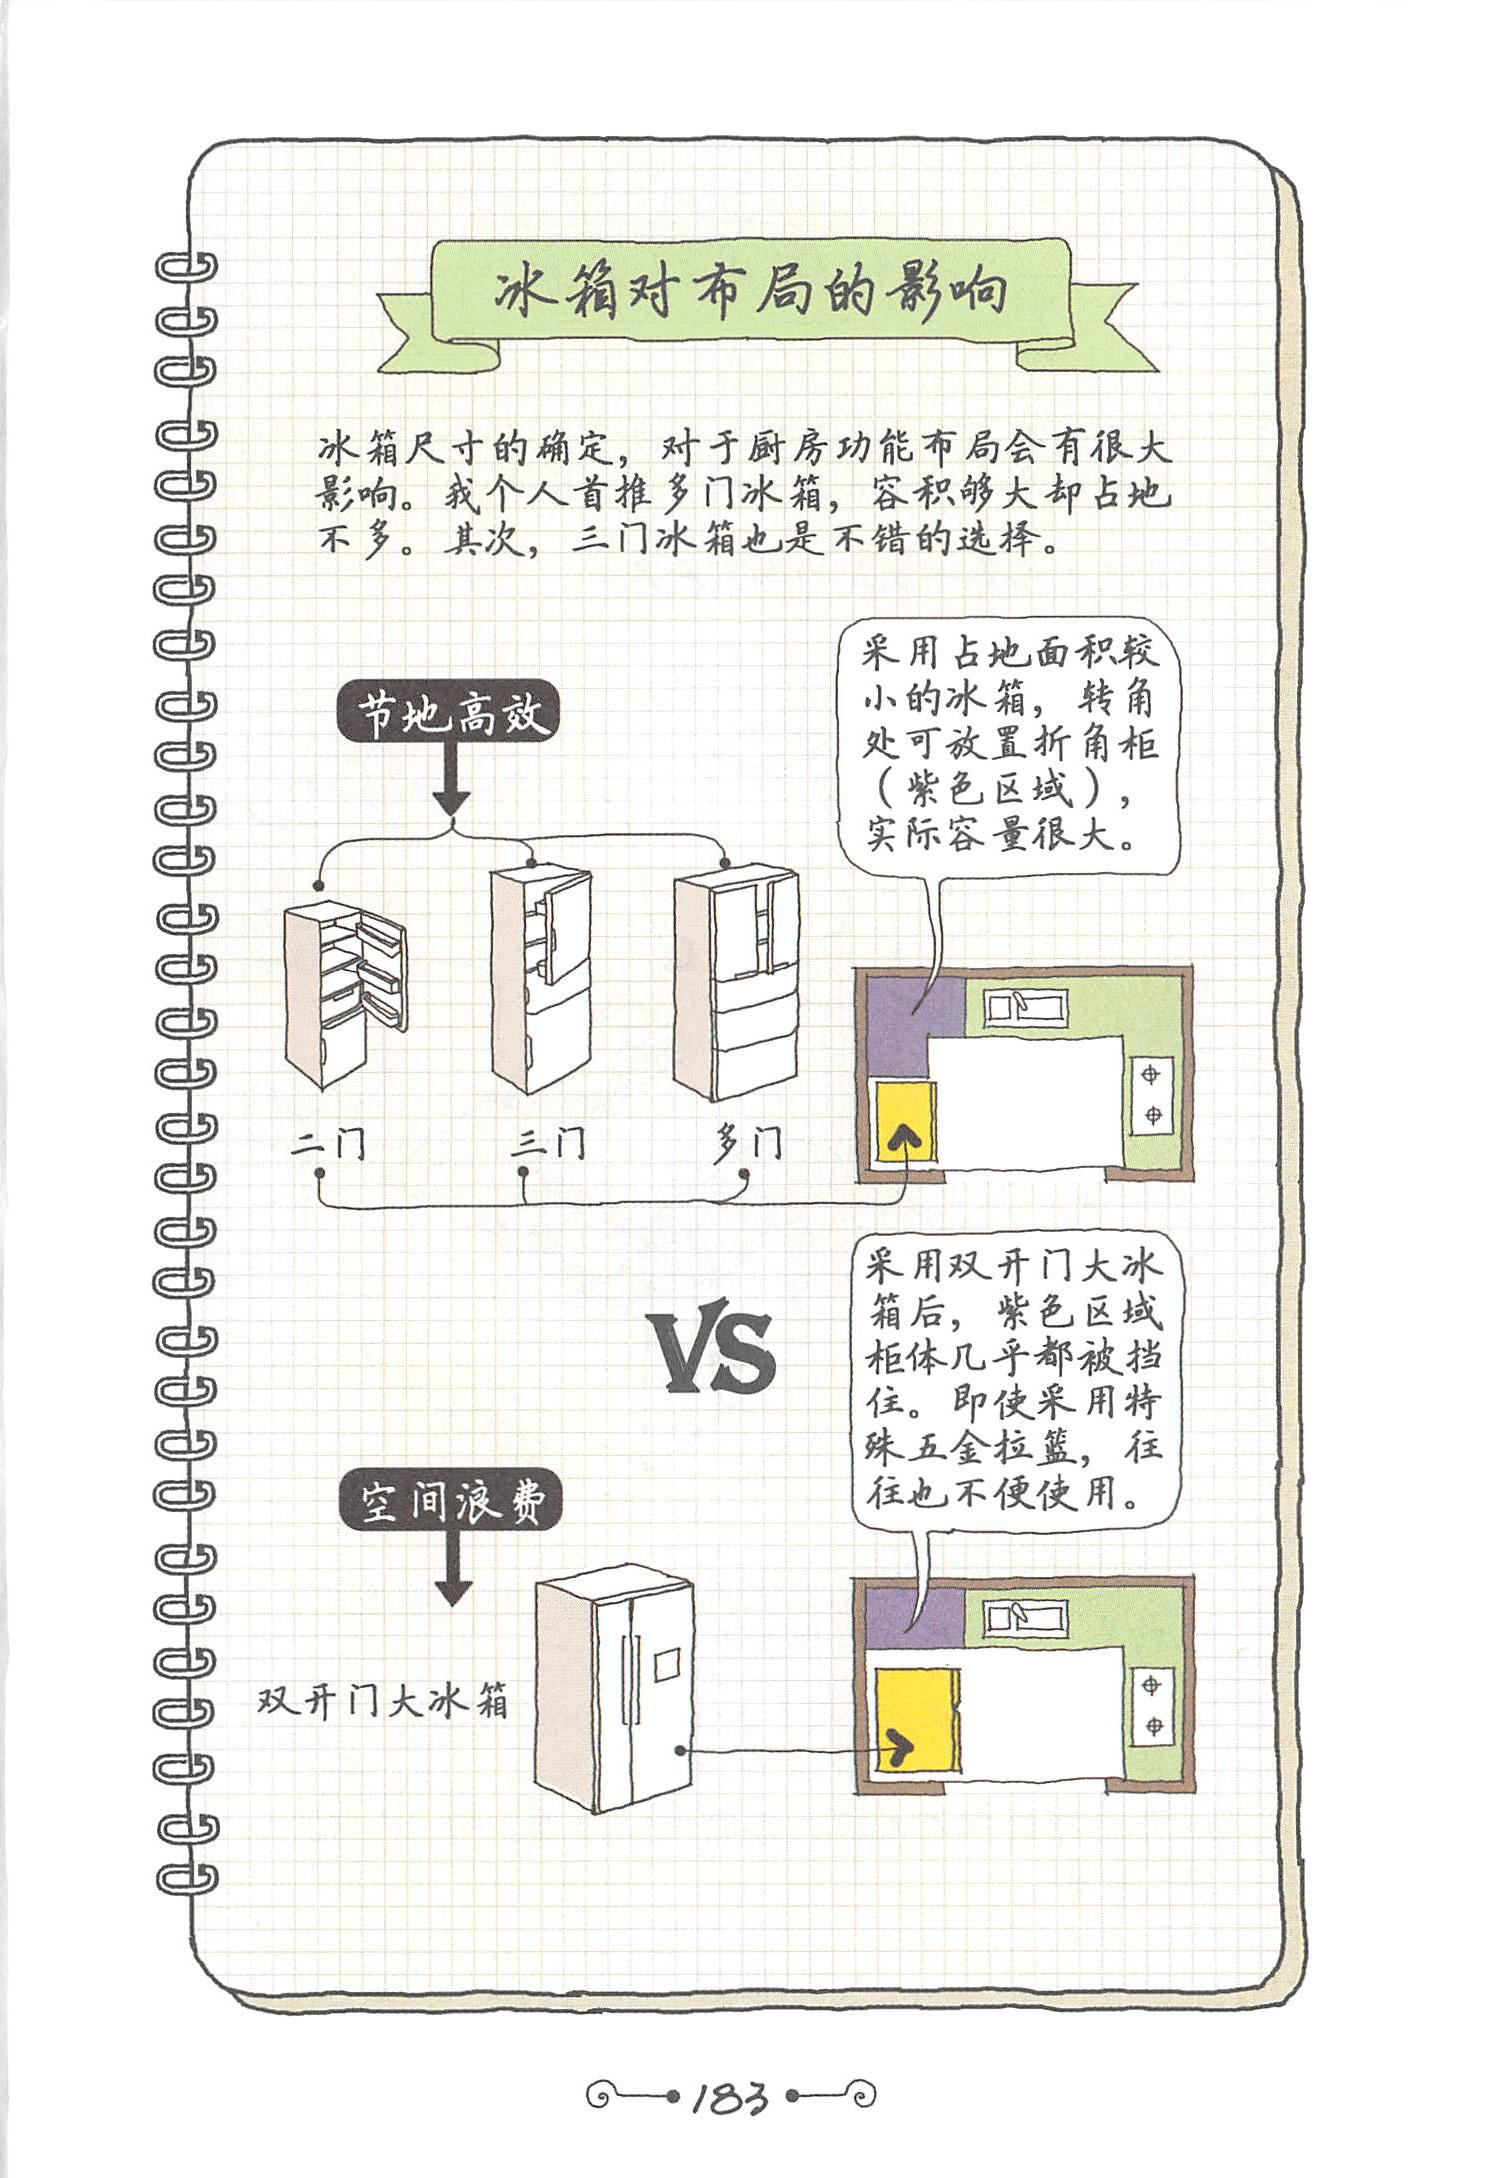 冰箱对布局的影响
冰箱尺寸的确定，对于厨房功能布局会有很大
影响。我个人首推多门冰箱，容积够大却占地
不多。其次，三门冰箱也是不错的选择。
节地高效
采用占地面积较
小的冰箱，转角
处可放置折角柜
（紫色区域），
实际容量很大。
二门
三门
多门
VS
采用双开门大冰
箱后，紫色区域
柜体几乎都被挡
住。即使采用特
殊五金拉篮，往
往也不便使用。
空间浪费
双开门大冰箱
183